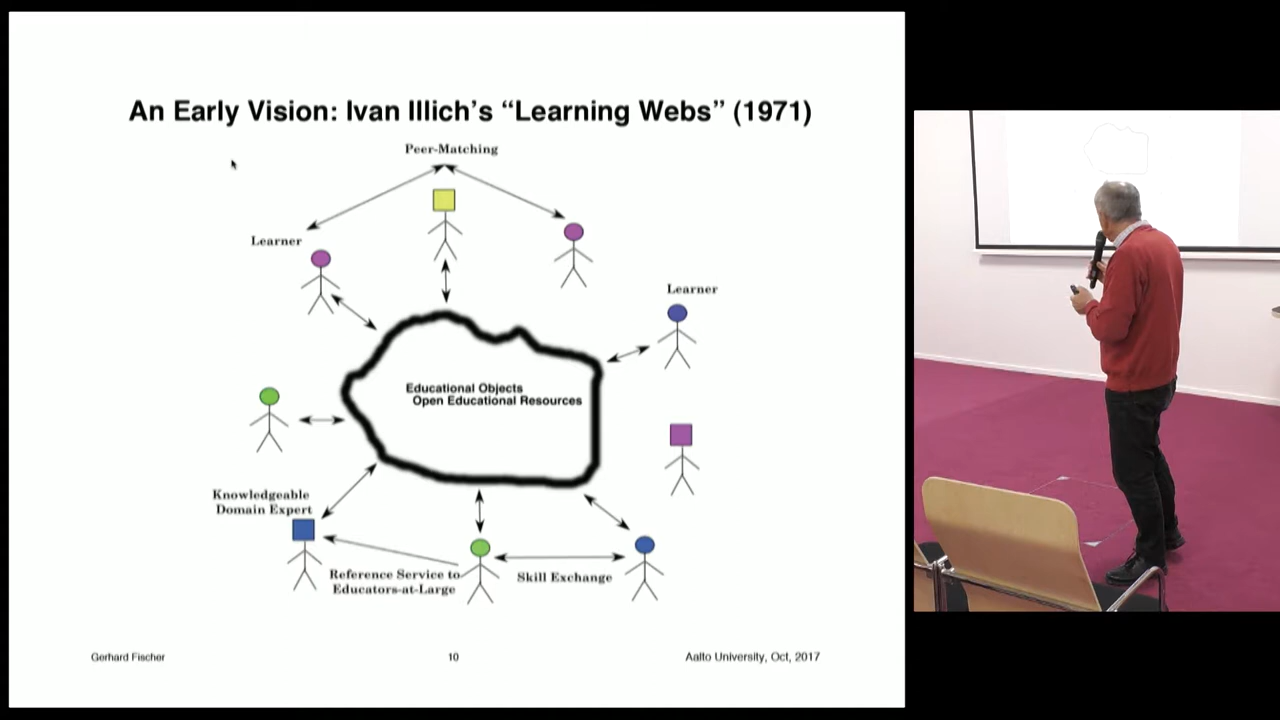 An Early Vision: Ivan Illich's “Learning Webs” (1971)
Peer-Matching
Learner
Learner
Educational Objects
Open Educational Resources
Knowledgeable
Domain Expert
Reference Service to
Educators-at-Large
Skill Exchange
Gerhard Fischer
10
Aalto University, Oct, 2017